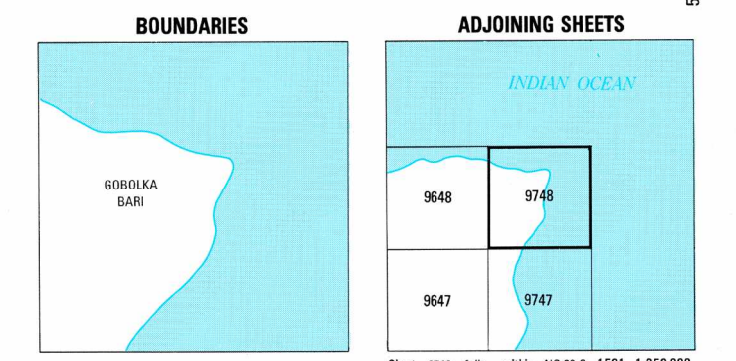 BOUNDARIES
GOBOLKA
BARI
ADJOINING SHEETS
INDIAN OCEAN
9648
9748
9647
9747